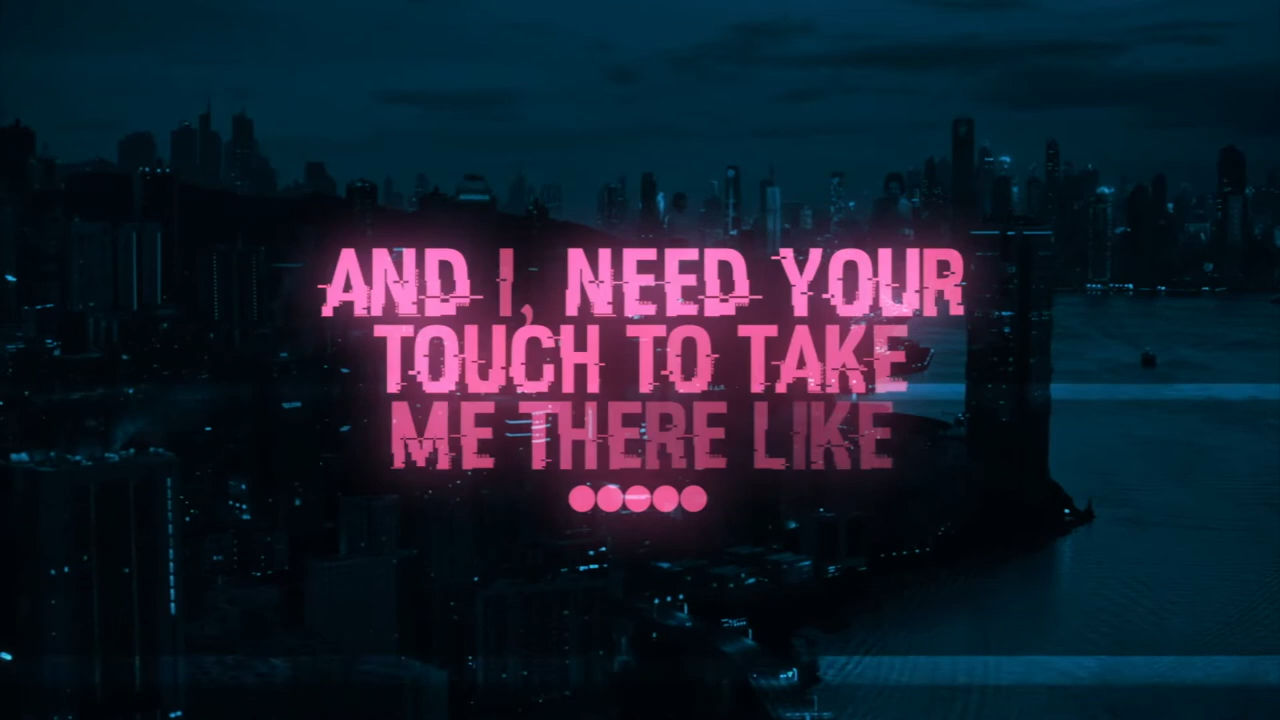 AND I, NEED YOUR
TOUCH TO TAKE
ME THERE LIKE
●●●●●